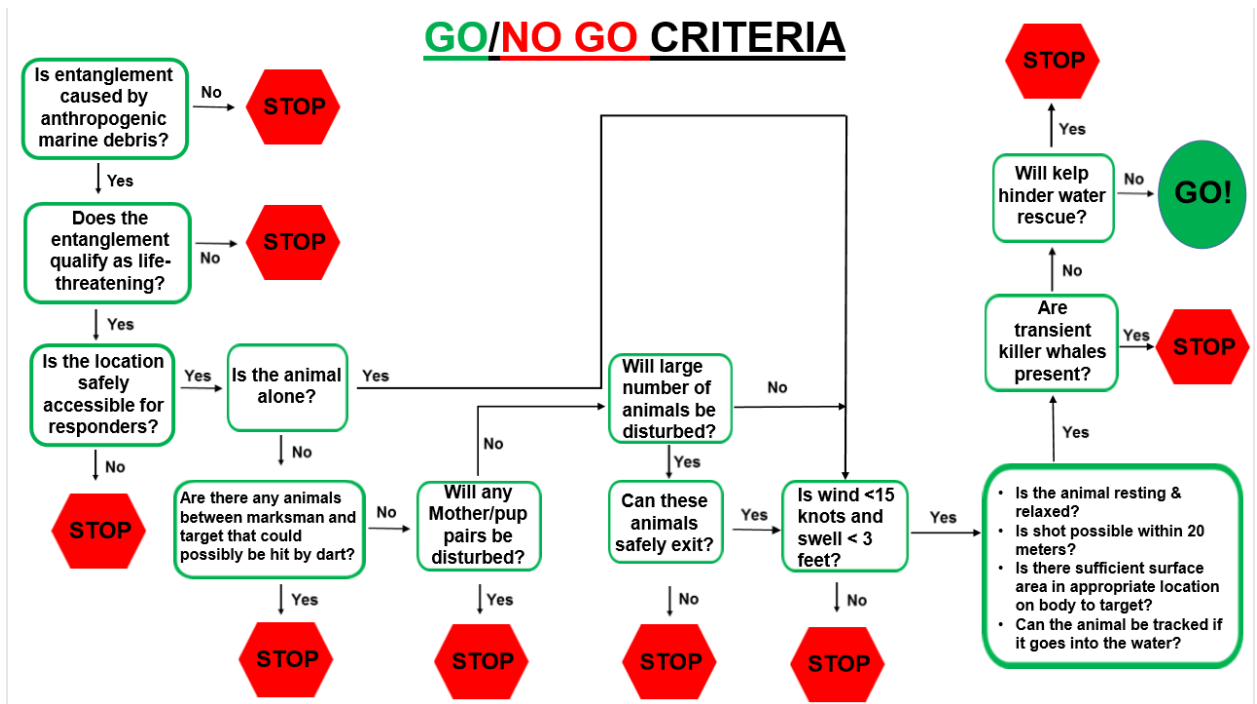 GO/NO GO CRITERIA
Is entanglement
caused by
anthropogenic
marine debris?
No
STOP
Yes
Does the
entanglement
qualify as life-
threatening?
No
STOP
Yes
Is the location
safely
accessible for
responders?
No
STOP
Yes
Is the animal
alone?
Yes
No
Are there any animals
between marksman and
target that could
possibly be hit by dart?
Yes
STOP
No
Will any
Mother/pup
pairs be
disturbed?
Yes
STOP
No
Will large
number of
animals be
disturbed?
No
Yes
Can these
animals
safely exit?
No
STOP
Yes
Is wind <15
knots and
swell < 3
feet?
No
STOP
Yes
• Is the animal resting &
relaxed?
• Is shot possible within 20
meters?
• Is there sufficient surface
area in appropriate location
on body to target?
• Can the animal be tracked if
it goes into the water?
Yes
Are
transient
killer whales
present?
Yes
STOP
No
Will kelp
hinder water
rescue?
Yes
STOP
No
GO!